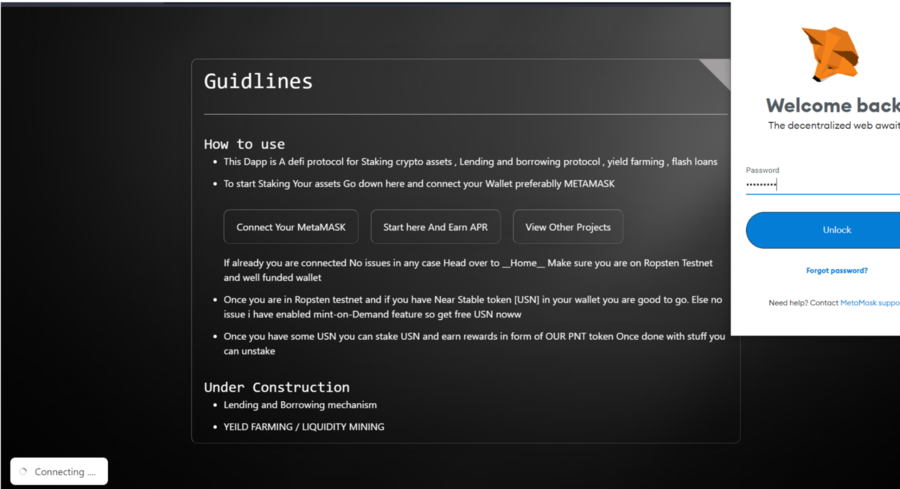 Guidlines
How to use
This Dapp is A defi protocol for Staking crypto assets , Lending and borrowing protocol , yield farming , flash loans
To start Staking Your assets Go down here and connect your Wallet preferablly METAMASK
Connect Your MetaMASK
Start here And Earn APR
View Other Projects
If already you are connected No issues in any case Head over to __Home__ Make sure you are on Ropsten Testnet
and well funded wallet
Once you are in Ropsten testnet and if you have Near Stable token [USN] in your wallet you are good to go. Else no
issue i have enabled mint-on-Demand feature so get free USN noww
Once you have some USN you can stake USN and earn rewards in form of OUR PNT token Once done with stuff you
can unstake
Under Construction
Lending and Borrowing mechanism
YEILD FARMING / LIQUIDITY MINING
Connecting ....
Welcome back
The decentralized web await
Password
Unlock
Forgot password?
Need help? Contact MetaMask suppo